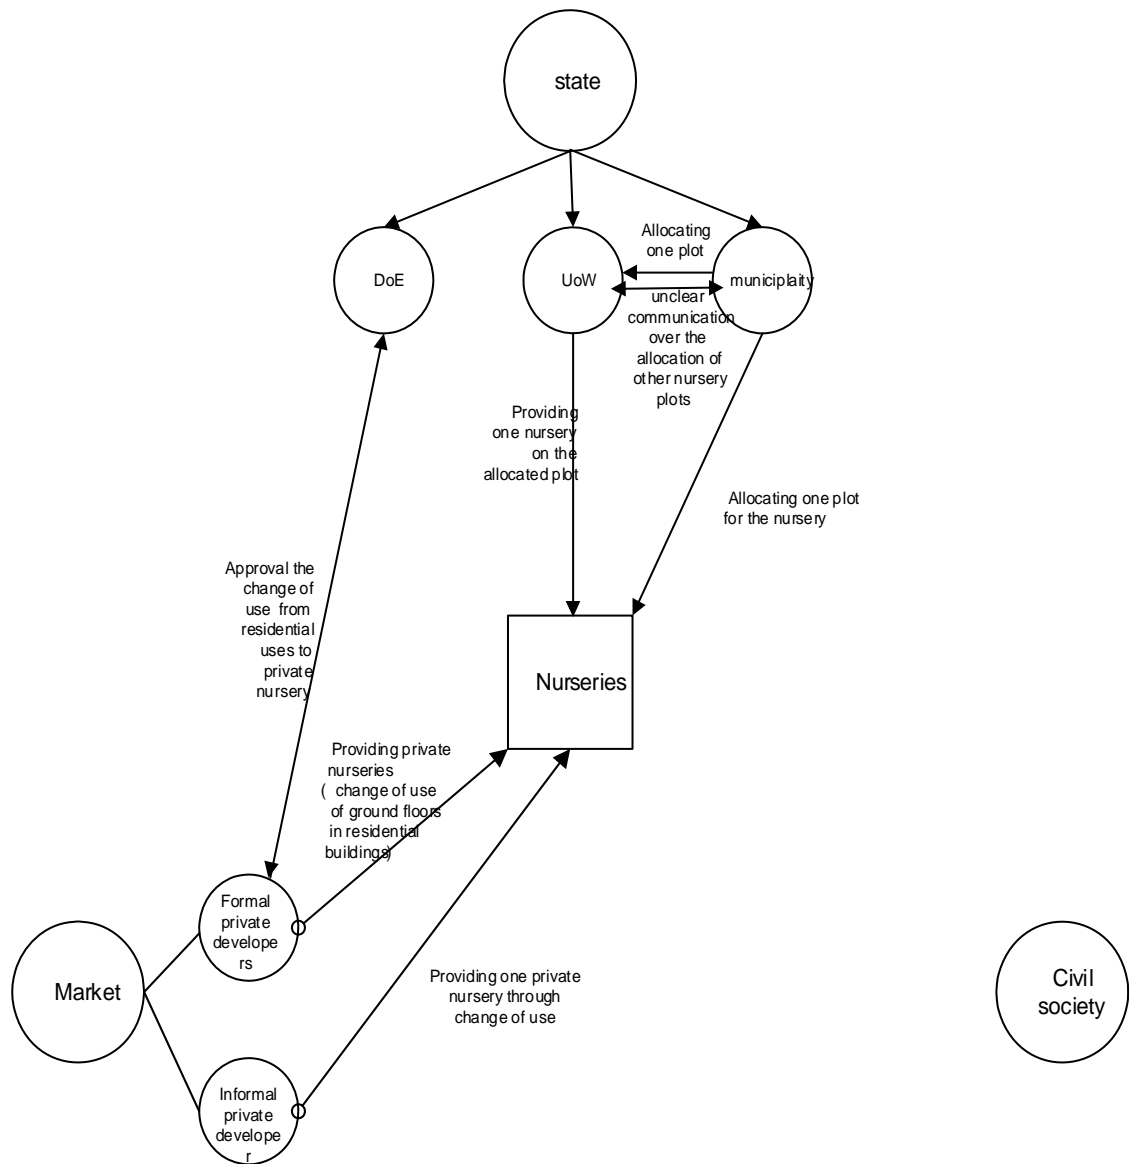 state
Allocating
one plot
DoE
UoW
municiplaity
unclear
communication
over the
allocation of
other nursery
plots
Providing
one nursery
on the
allocated plot
Allocating one plot
for the nursery
Approval the
change of
use from
residential
uses to
private
nursery
Nurseries
Providing private
nurseries
( change of use
of ground floors
in residential
buildings)
Formal
private
develope
rs
Market
Providing one private
nursery through
change of use
Civil
society
Informal
private
develope
r